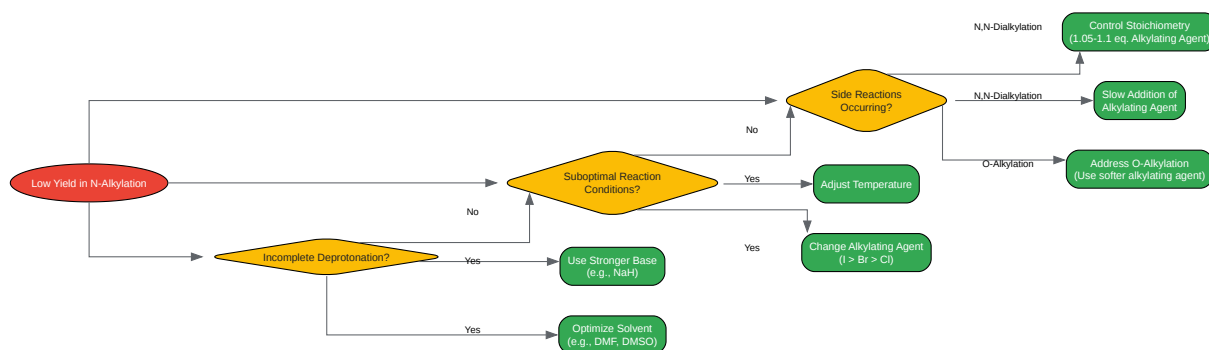 N,N-Dialkylation
Control Stoichiometry
(1.05-1.1 eq. Alkylating Agent)
Side Reactions
Occurring?
N,N-Dialkylation
Slow Addition of
Alkylating Agent
No
O-Alkylation
Address O-Alkylation
(Use softer alkylating agent)
Low Yield in N-Alkylation
Suboptimal Reaction
Conditions?
Yes
Adjust Temperature
No
Yes
Change Alkylating Agent
(I > Br > Cl)
Incomplete Deprotonation?
Yes
Use Stronger Base
(e.g., NaH)
Yes
Optimize Solvent
(e.g., DMF, DMSO)